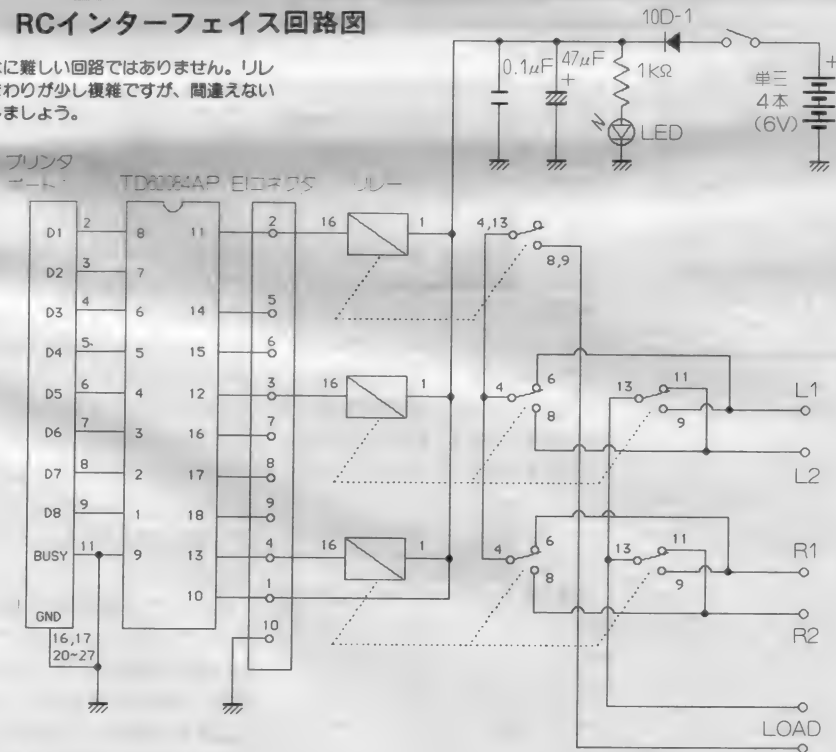 RCインターフェイス回路図
に難しい回路ではありません。リレ
わりが少し複雑ですが、間違えない
しましょう。
10D-1
0.1μF
47μF
+
1kΩ
LED
+
単三
4本
(6V)
プリンタ
ポート
TD62064AP
EIコネクタ
リレー
D1 2 8 11 2 16 1 4,13
8,9
D2 3 7
D3 4 6 14 5
D4 5 5 15 6
D5 6 4 12 3 16 1 4 6 13 11 L1
8 9
D6 7 3 16 7
D7 8 2 17 8 L2
D8 9 1 18 9
BUSY 11 9 13 4 16 1 4 6 13 11 R1
8 9
10 1
R2
GND
10
16,17
20~27
LOAD